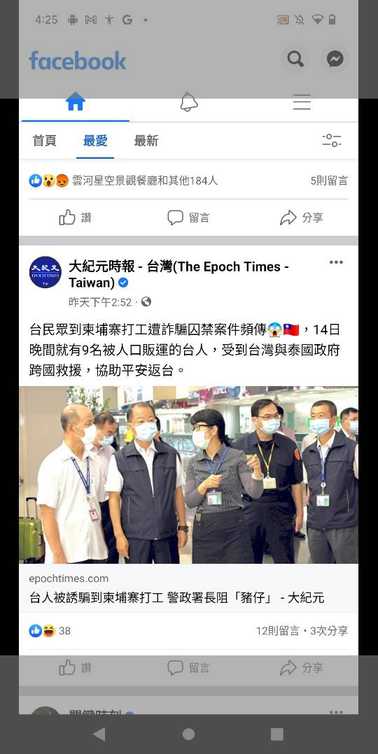 4:25
facebook
首頁 最愛 最新
雲河星空景觀餐廳和其他184人 5則留言
讚 留言 分享
大紀元時報 - 台灣(The Epoch Times -
Taiwan)
昨天下午2:52
台民眾到柬埔寨打工遭詐騙囚禁案件頻傳😱🇹🇼，14日
晚間就有9名被人口販運的台人，受到台灣與泰國政府
跨國救援，協助平安返台。
epochtimes.com
台人被誘騙到柬埔寨打工 警政署長阻「豬仔」 - 大紀元
38 12則留言・3次分享
讚 留言 分享